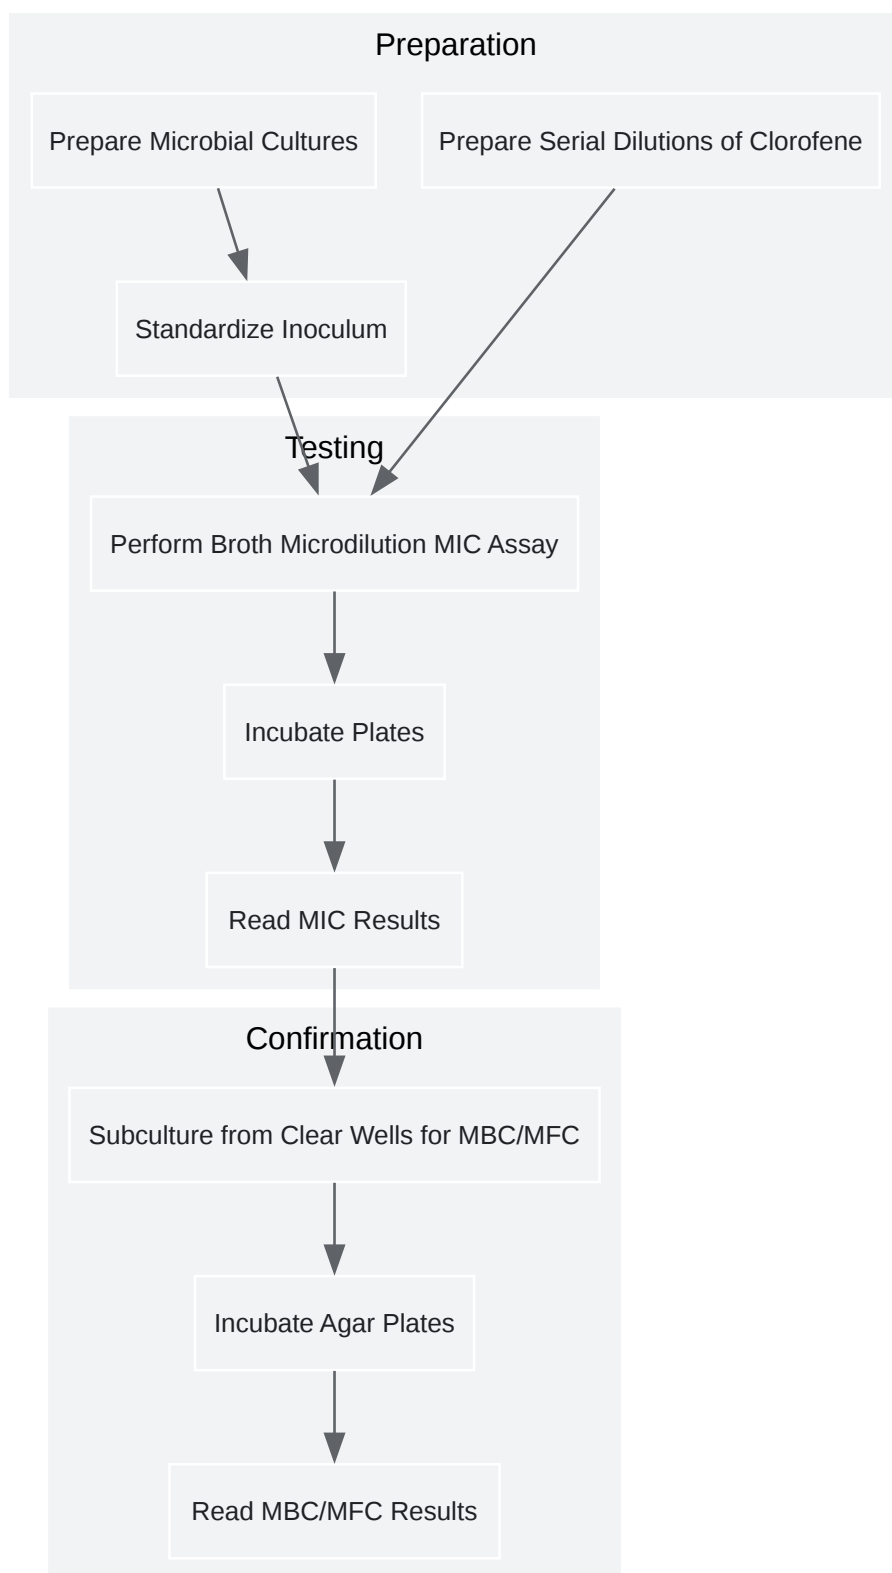 Preparation
Prepare Microbial Cultures
Prepare Serial Dilutions of Clorofene
Standardize Inoculum
Testing
Perform Broth Microdilution MIC Assay
Incubate Plates
Read MIC Results
Confirmation
Subculture from Clear Wells for MBC/MFC
Incubate Agar Plates
Read MBC/MFC Results